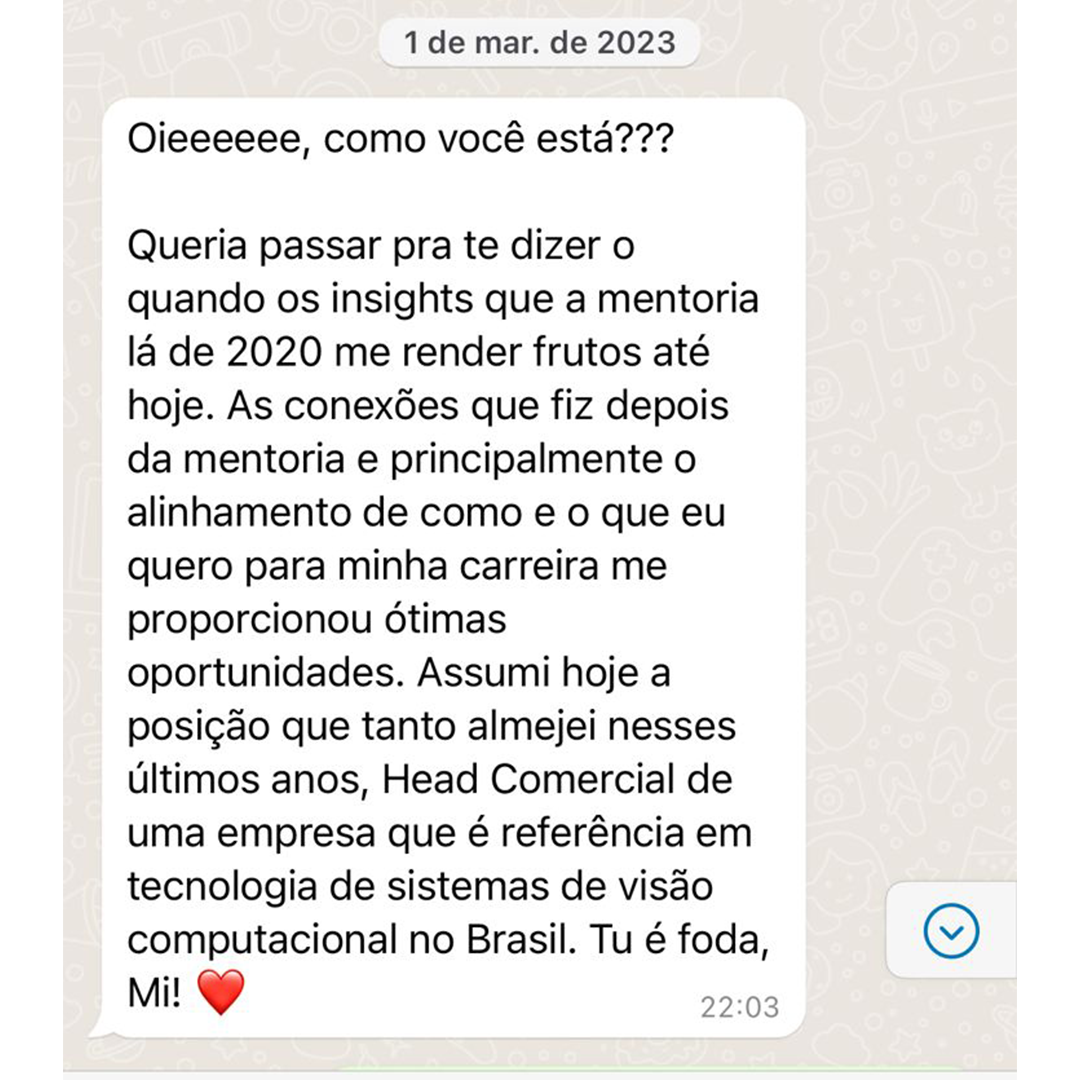 1 de mar. de 2023
Oieeeeee, como você está???
Queria passar pra te dizer o
quando os insights que a mentoria
lá de 2020 me render frutos até
hoje. As conexões que fiz depois
da mentoria e principalmente o
alinhamento de como e o que eu
quero para minha carreira me
proporcionou ótimas
oportunidades. Assumi hoje a
posição que tanto almejei nesses
últimos anos, Head Comercial de
uma empresa que é referência em
tecnologia de sistemas de visão
computacional no Brasil. Tu é foda,
Mi! ❤️
22:03